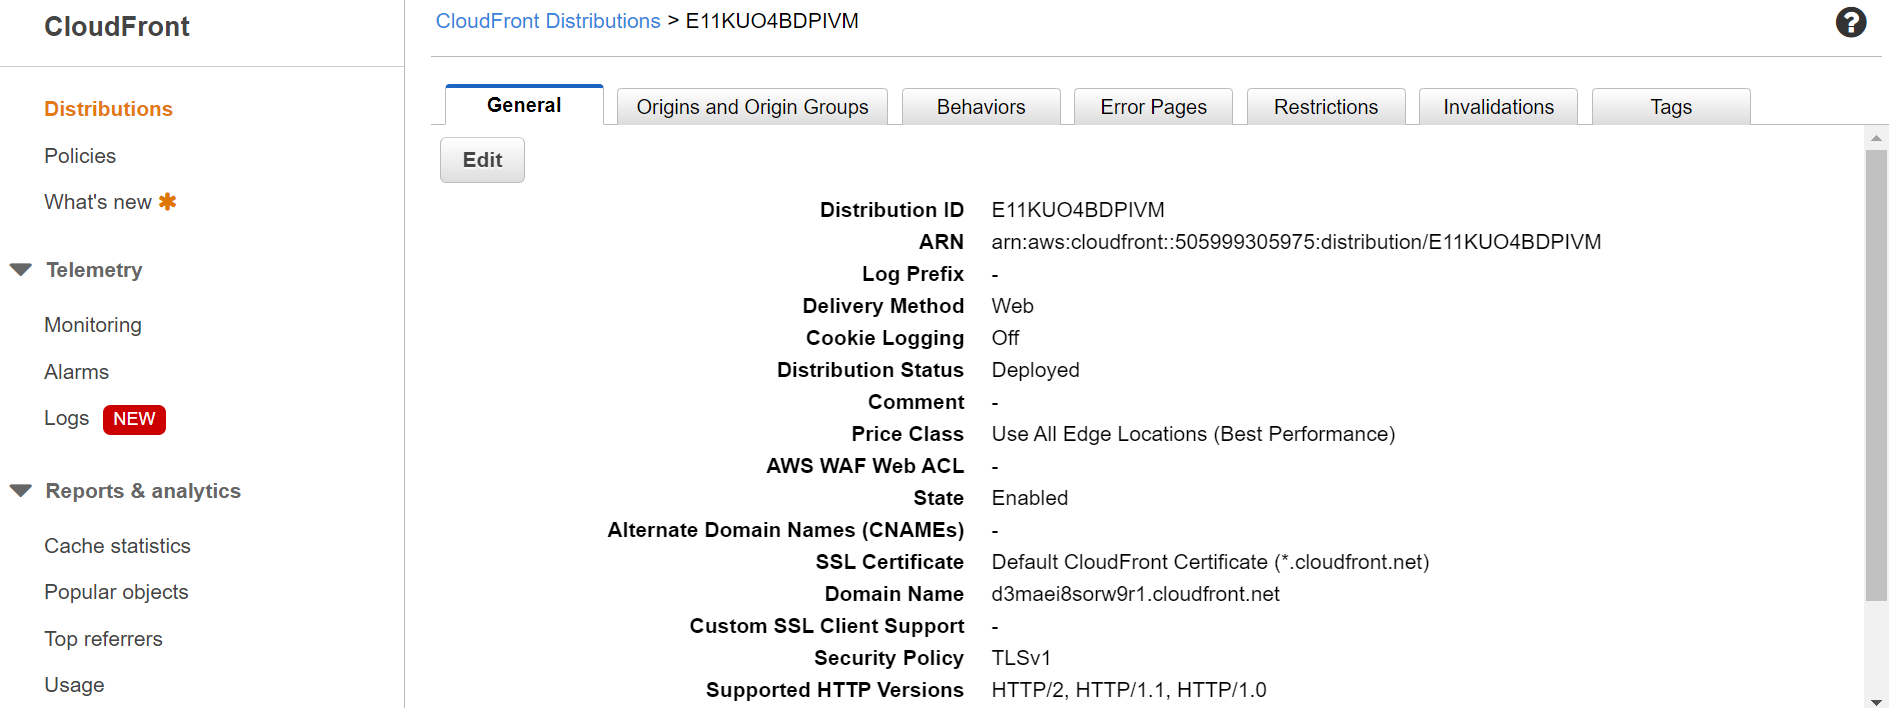 CloudFront
Distributions
Policies
What's new
Telemetry
Monitoring
Alarms
Logs NEW
Reports & analytics
Cache statistics
Popular objects
Top referrers
Usage
CloudFront Distributions > E11KUO4BDPIVM
General Origins and Origin Groups Behaviors Error Pages Restrictions Invalidations Tags
Edit
Distribution ID E11KUO4BDPIVM
ARN arn:aws:cloudfront::505999305975:distribution/E11KUO4BDPIVM
Log Prefix -
Delivery Method Web
Cookie Logging Off
Distribution Status Deployed
Comment -
Price Class Use All Edge Locations (Best Performance)
AWS WAF Web ACL -
State Enabled
Alternate Domain Names (CNAMEs) -
SSL Certificate Default CloudFront Certificate (*.cloudfront.net)
Domain Name d3maei8sorw9r1.cloudfront.net
Custom SSL Client Support -
Security Policy TLSv1
Supported HTTP Versions HTTP/2, HTTP/1.1, HTTP/1.0